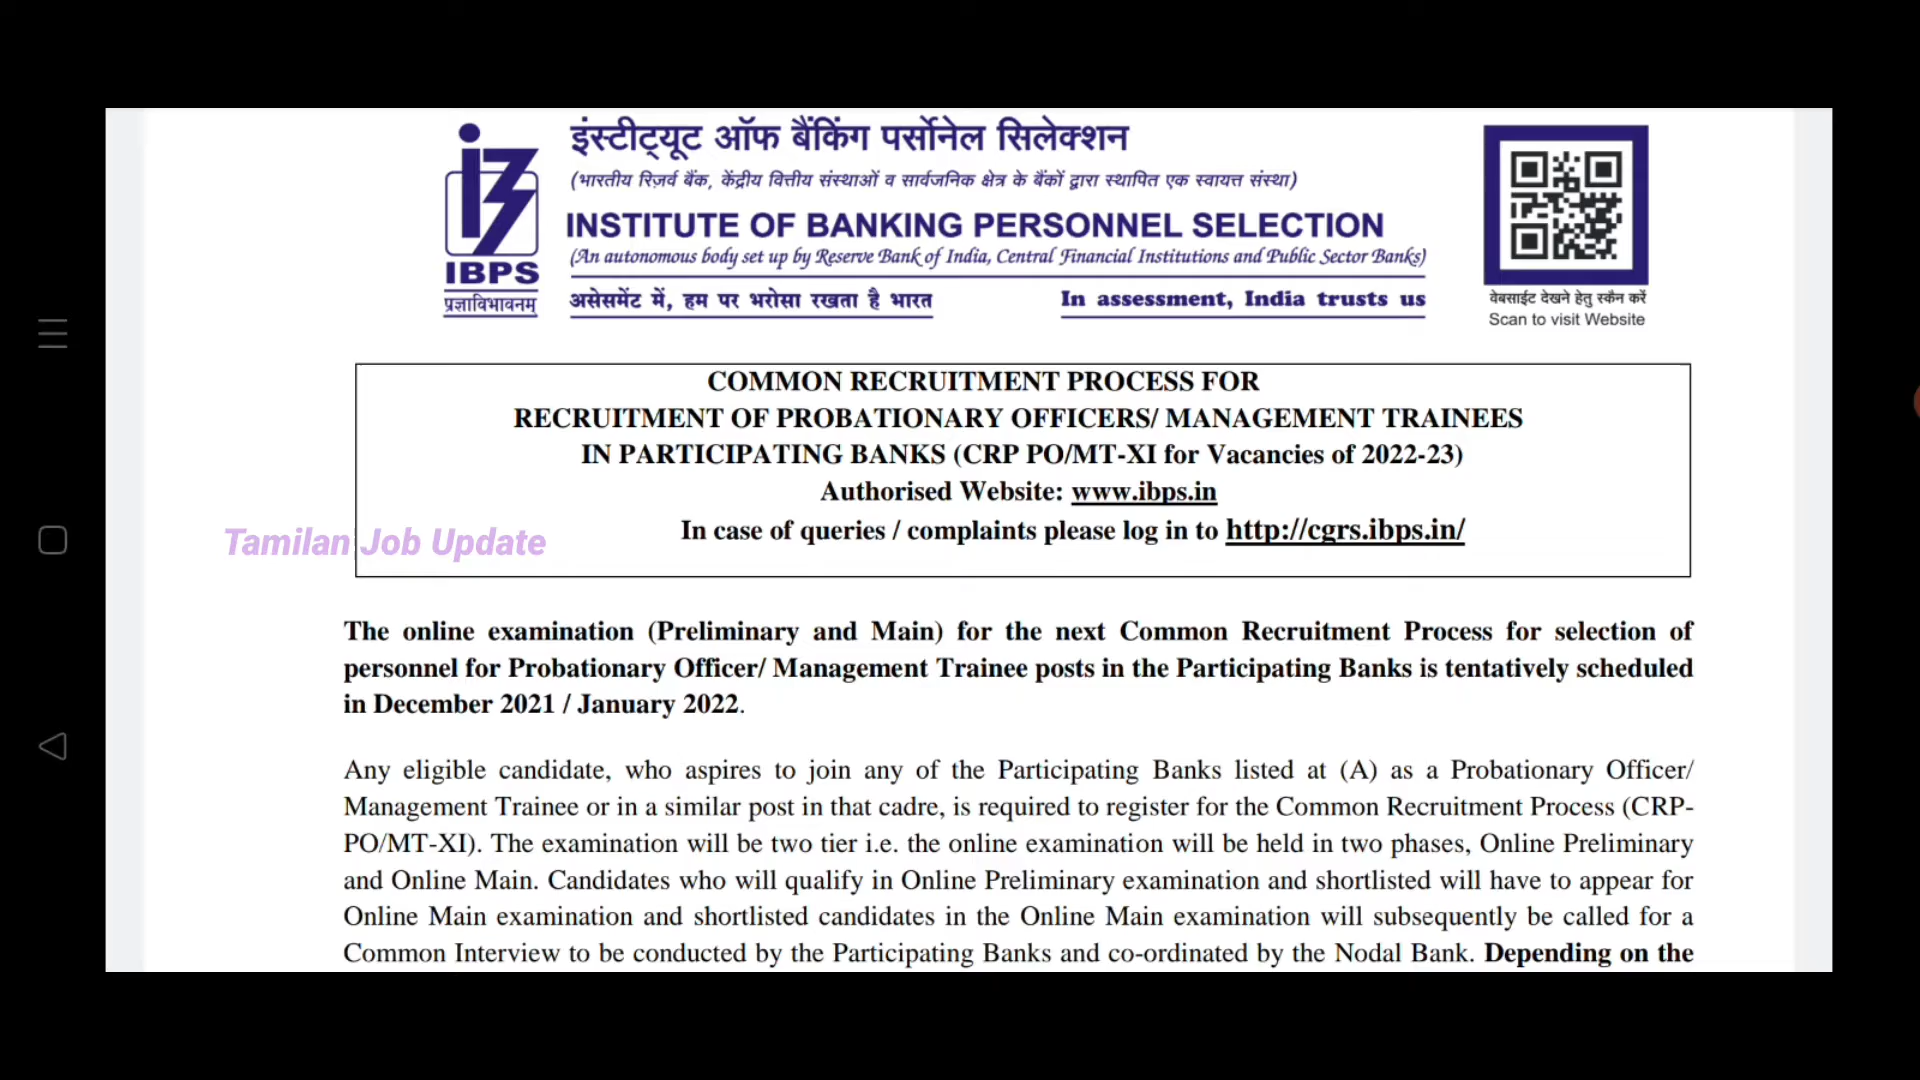 इंस्टीट्यूट ऑफ बैंकिंग पर्सोनेल सिलेक्शन
(भारतीय रिज़र्व बैंक, केंद्रीय वित्तीय संस्थाओं व सार्वजनिक क्षेत्र के बैंकों द्वारा स्थापित एक स्वायत्त संस्था)
INSTITUTE OF BANKING PERSONNEL SELECTION
(An autonomous body set up by Reserve Bank of India, Central Financial Institutions and Public Sector Banks)
IBPS
प्रज्ञाविभावनम्
असेसमेंट में, हम पर भरोसा रखता है भारत
In assessment, India trusts us
वेबसाईट देखने हेतु स्कैन करें
Scan to visit Website
COMMON RECRUITMENT PROCESS FOR
RECRUITMENT OF PROBATIONARY OFFICERS/ MANAGEMENT TRAINEES
IN PARTICIPATING BANKS (CRP PO/MT-XI for Vacancies of 2022-23)
Authorised Website: www.ibps.in
In case of queries / complaints please log in to http://cgrs.ibps.in/
Tamilan Job Update
The online examination (Preliminary and Main) for the next Common Recruitment Process for selection of
personnel for Probationary Officer/ Management Trainee posts in the Participating Banks is tentatively scheduled
in December 2021 / January 2022.
Any eligible candidate, who aspires to join any of the Participating Banks listed at (A) as a Probationary Officer/
Management Trainee or in a similar post in that cadre, is required to register for the Common Recruitment Process (CRP-
PO/MT-XI). The examination will be two tier i.e. the online examination will be held in two phases, Online Preliminary
and Online Main. Candidates who will qualify in Online Preliminary examination and shortlisted will have to appear for
Online Main examination and shortlisted candidates in the Online Main examination will subsequently be called for a
Common Interview to be conducted by the Participating Banks and co-ordinated by the Nodal Bank. Depending on the